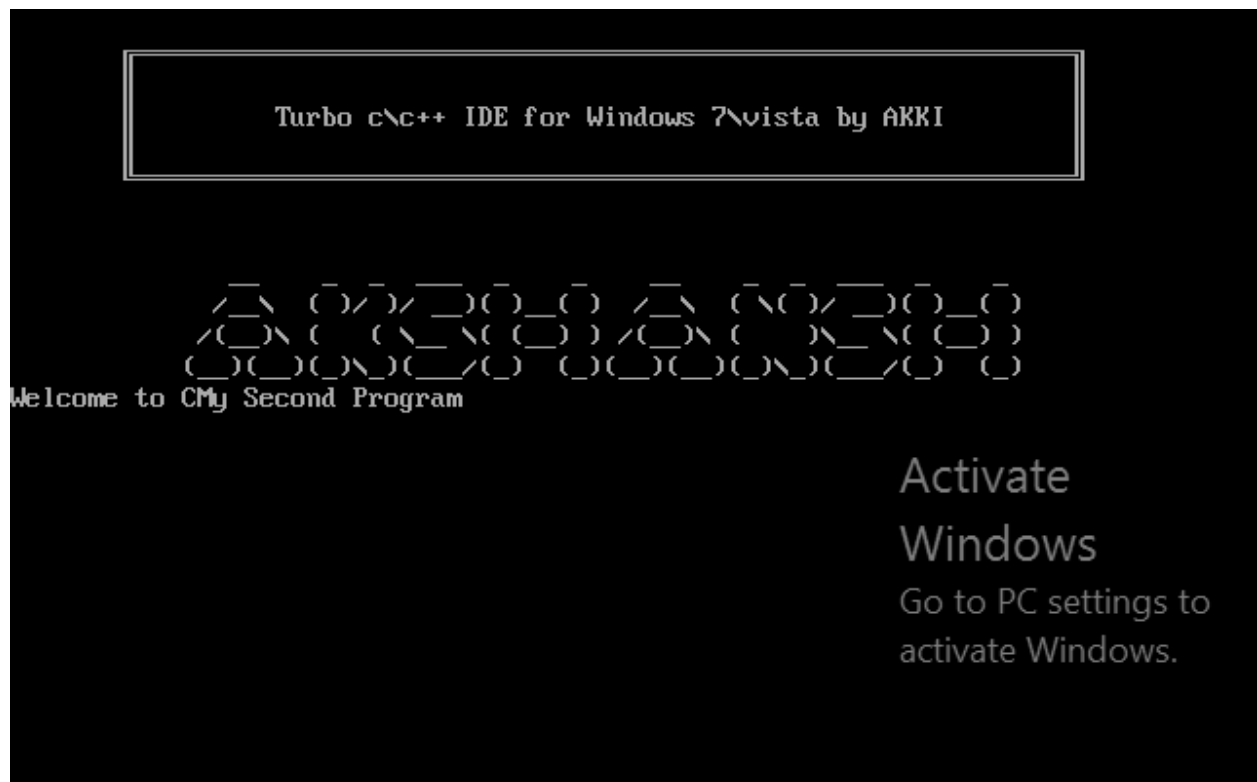 Turbo c\c++ IDE for Windows 7\vista by AKKI
AKSHANSH
Welcome to CMy Second Program
Activate
Windows
Go to PC settings to
activate Windows.